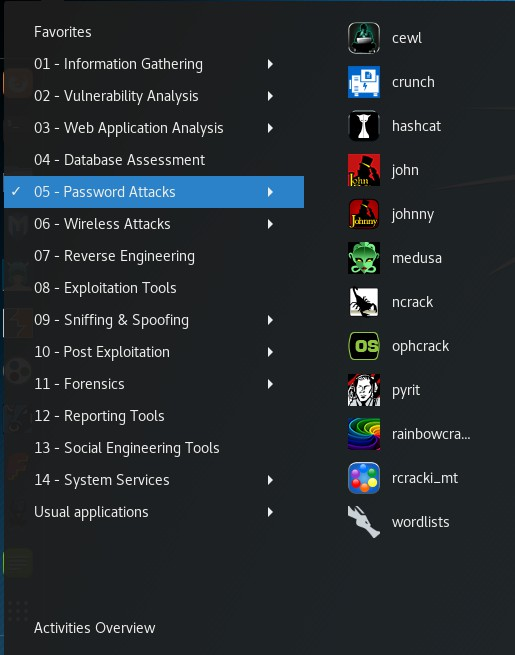 Favorites
01 - Information Gathering
02 - Vulnerability Analysis
03 - Web Application Analysis
04 - Database Assessment
05 - Password Attacks
06 - Wireless Attacks
07 - Reverse Engineering
08 - Exploitation Tools
09 - Sniffing & Spoofing
10 - Post Exploitation
11 - Forensics
12 - Reporting Tools
13 - Social Engineering Tools
14 - System Services
Usual applications
Activities Overview
cewl
crunch
hashcat
John
john
Johnny
johnny
medusa
ncrack
OS
ophcrack
pyrit
rainbowcra...
rcracki_mt
wordlists